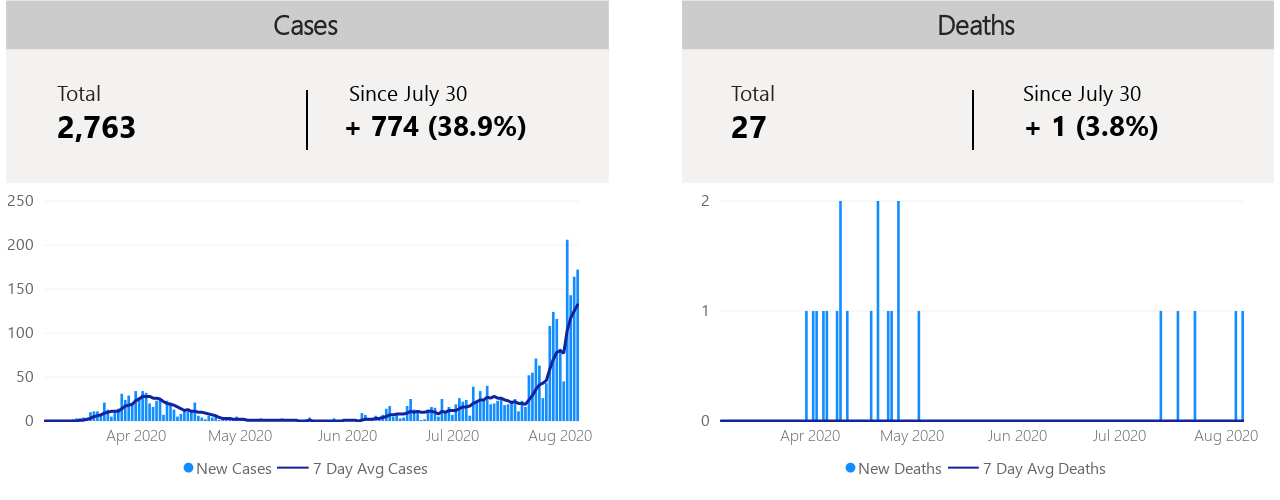 Cases
Total
2,763
Since July 30
+ 774 (38.9%)
250
200
150
100
50
0
Apr 2020 May 2020 Jun 2020 Jul 2020 Aug 2020
New Cases 7 Day Avg Cases
Deaths
Total
27
Since July 30
+ 1 (3.8%)
2
1
0
Apr 2020 May 2020 Jun 2020 Jul 2020 Aug 2020
New Deaths 7 Day Avg Deaths